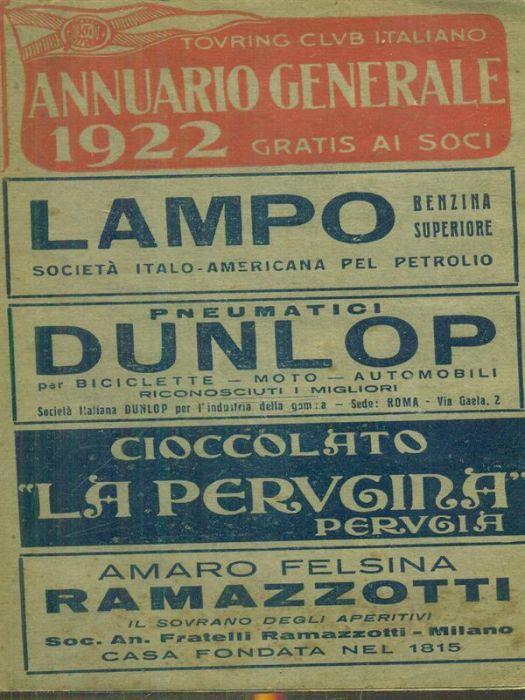 TOVRING CLVB ITALIANO
ANNUARIO GENERALE
1922 GRATIS AI SOCI
LAMPO BENZINA SUPERIORE
SOCIETÀ ITALO-AMERICANA PEL PETROLIO
PNEUMATICI
DUNLOP
per BICICLETTE - MOTO - AUTOMOBILI
RICONOSCIUTI I MIGLIORI
Società Italiana DUNLOP per l'industria della gomma - Sede: ROMA - Via Gaeta, 2
CIOCCOLATO
"LA PERVGINA"
PERVGIA
AMARO FELSINA
RAMAZZOTTI
IL SOVRANO DEGLI APERITIVI
Soc. An. Fratelli Ramazzotti - Milano
CASA FONDATA NEL 1815